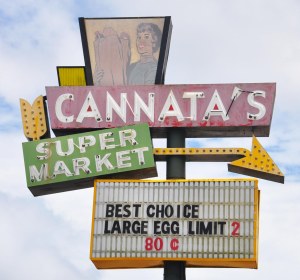 CANNATA'S
SUPER
MARKET
BEST CHOICE
LARGE EGG LIMIT 2
80 ¢